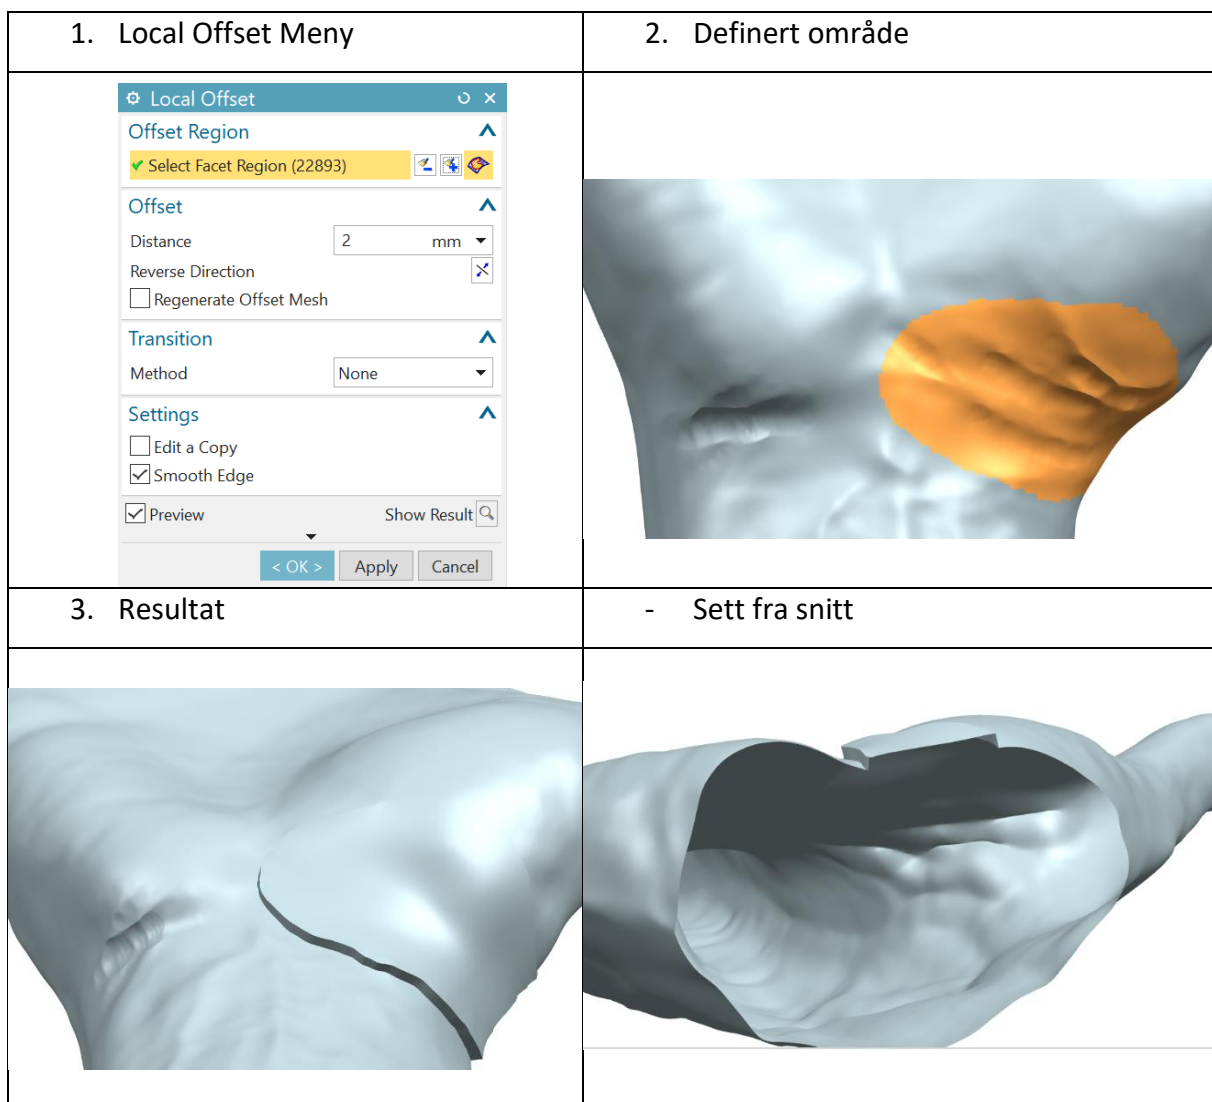 1. Local Offset Meny
2. Definert område
Local Offset
Offset Region
Select Facet Region (22893)
Offset
Distance 2 mm
Reverse Direction
Regenerate Offset Mesh
Transition
Method None
Settings
Edit a Copy
Smooth Edge
Preview Show Result
< OK > Apply Cancel
3. Resultat
- Sett fra snitt